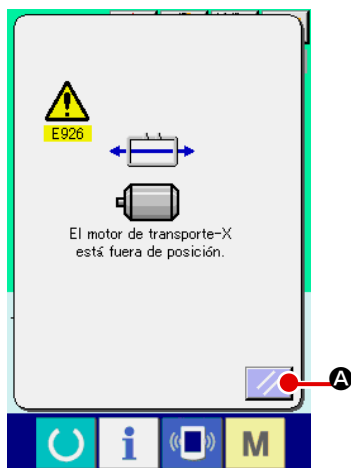 E926
El motor de transporte-X
está fuera de posición.
A
i
M